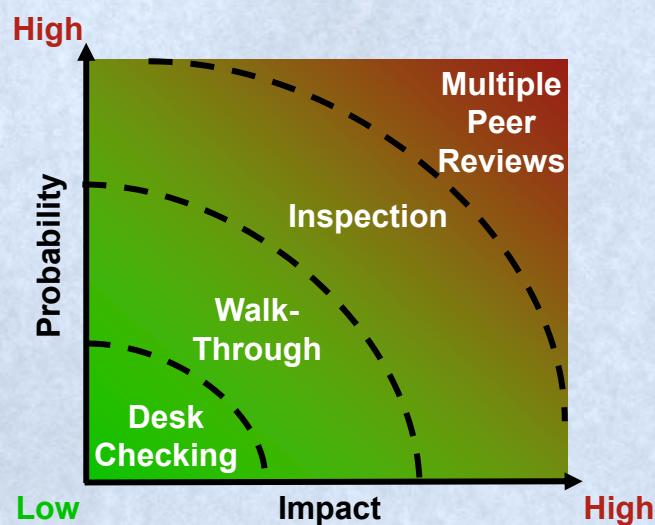 High
Multiple
Peer
Reviews
Probability
Inspection
Walk-
Through
Desk
Checking
Low
Impact
High